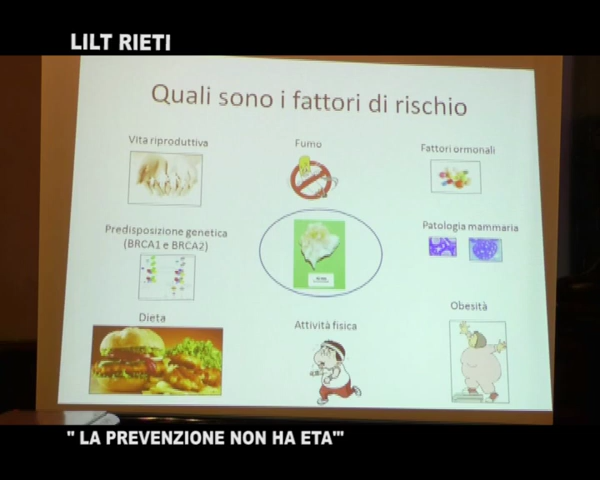 LILT RIETI
Quali sono i fattori di rischio
Vita riproduttiva
Fumo
Fattori ormonali
Predisposizione genetica
(BRCA1 e BRCA2)
Patologia mammaria
Dieta
Attività fisica
Obesità
" LA PREVENZIONE NON HA ETA'"